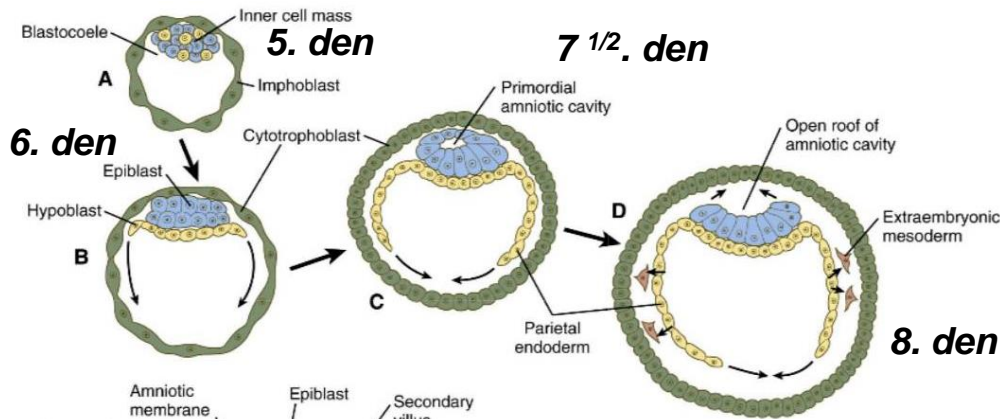 Inner cell mass
Blastocoele
5. den
A
Imphoblast
7 1/2. den
Primordial
amniotic cavity
6. den
Cytotrophoblast
Epiblast
Hypoblast
B
C
Open roof of
amniotic cavity
D
Extraembryonic
mesoderm
Parietal
endoderm
8. den
Amniotic
membrane
Epiblast
Secondary
villus